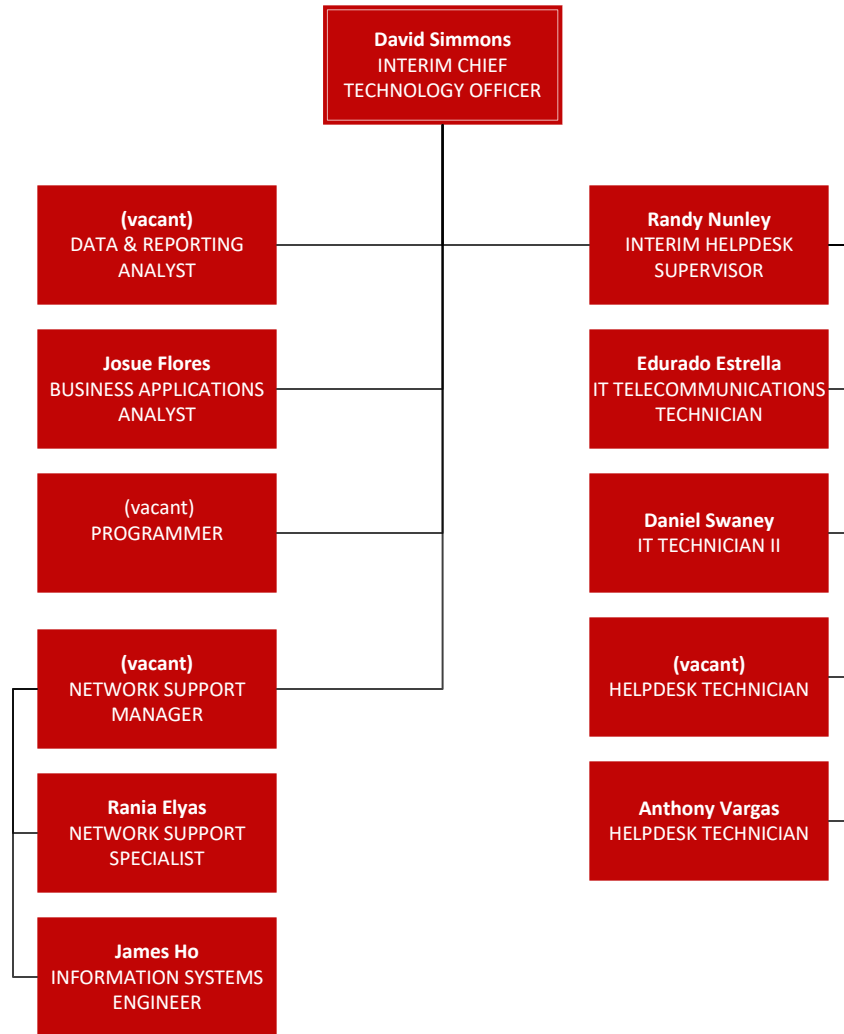 David Simmons
INTERIM CHIEF
TECHNOLOGY OFFICER
(vacant)
DATA & REPORTING
ANALYST
Randy Nunley
INTERIM HELPDESK
SUPERVISOR
Josue Flores
BUSINESS APPLICATIONS
ANALYST
Edurado Estrella
IT TELECOMMUNICATIONS
TECHNICIAN
(vacant)
PROGRAMMER
Daniel Swaney
IT TECHNICIAN II
(vacant)
NETWORK SUPPORT
MANAGER
(vacant)
HELPDESK TECHNICIAN
Rania Elyas
NETWORK SUPPORT
SPECIALIST
Anthony Vargas
HELPDESK TECHNICIAN
James Ho
INFORMATION SYSTEMS
ENGINEER